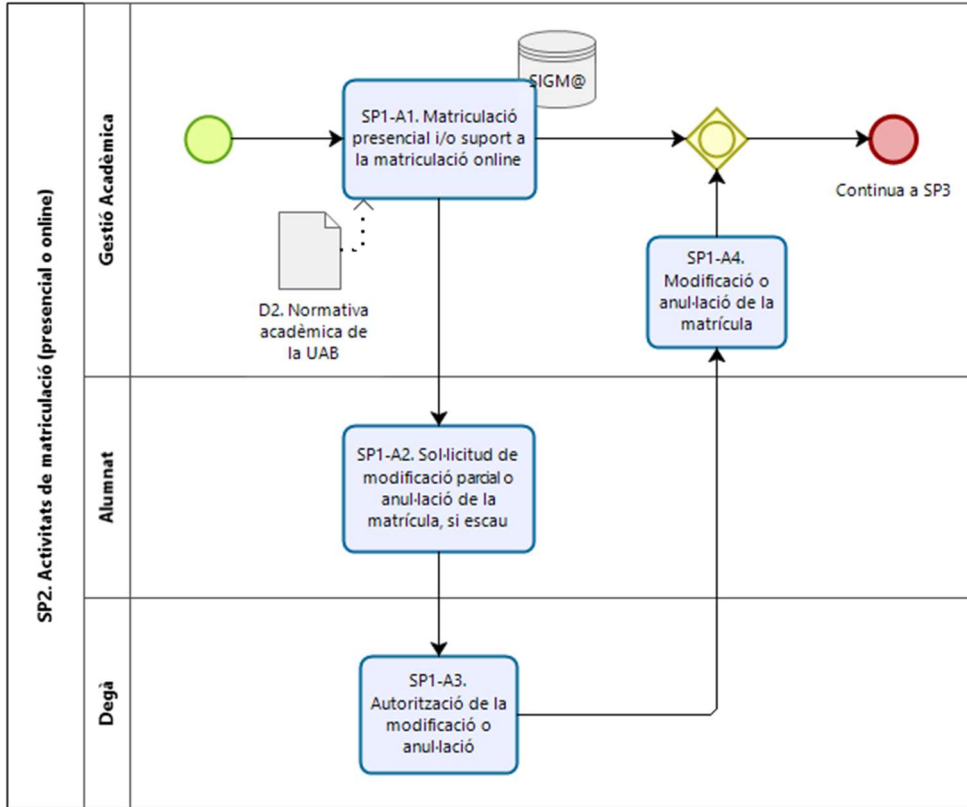 SP2. Activitats de matriculació (presencial o online)
Gestió Acadèmica
SIGM@
SP1-A1. Matriculació
presencial i/o suport a
la matriculació online
Continua a SP3
D2. Normativa
acadèmica de
la UAB
SP1-A4.
Modificació o
anul·lació de la
matrícula
Alumnat
SP1-A2. Sol·licitud de
modificació parcial o
anul·lació de la
matrícula, si escau
Degà
SP1-A3.
Autorització de la
modificació o
anul·lació